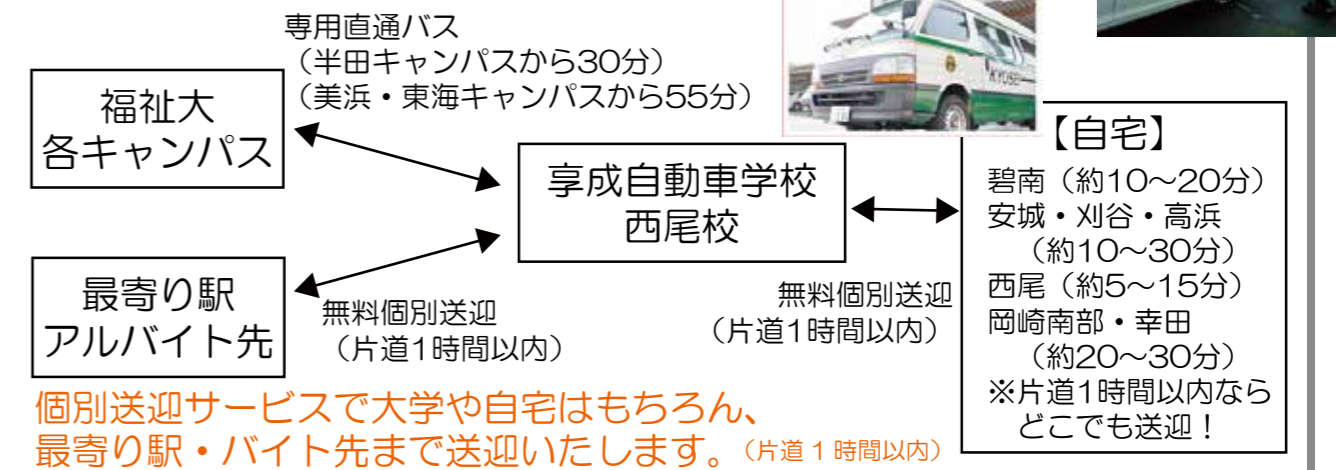 専用直通バス
（半田キャンパスから30分）
（美浜・東海キャンパスから55分）
福祉大
各キャンパス
KYOSEI
享成自動車学校
西尾校
最寄り駅
アルバイト先
無料個別送迎
（片道1時間以内）
無料個別送迎
（片道1時間以内）
【自宅】
碧南（約10〜20分）
安城・刈谷・高浜
（約10〜30分）
西尾（約5〜15分）
岡崎南部・幸田
（約20〜30分）
※片道1時間以内なら
どこでも送迎！
個別送迎サービスで大学や自宅はもちろん、
最寄り駅・バイト先まで送迎いたします。（片道１時間以内）